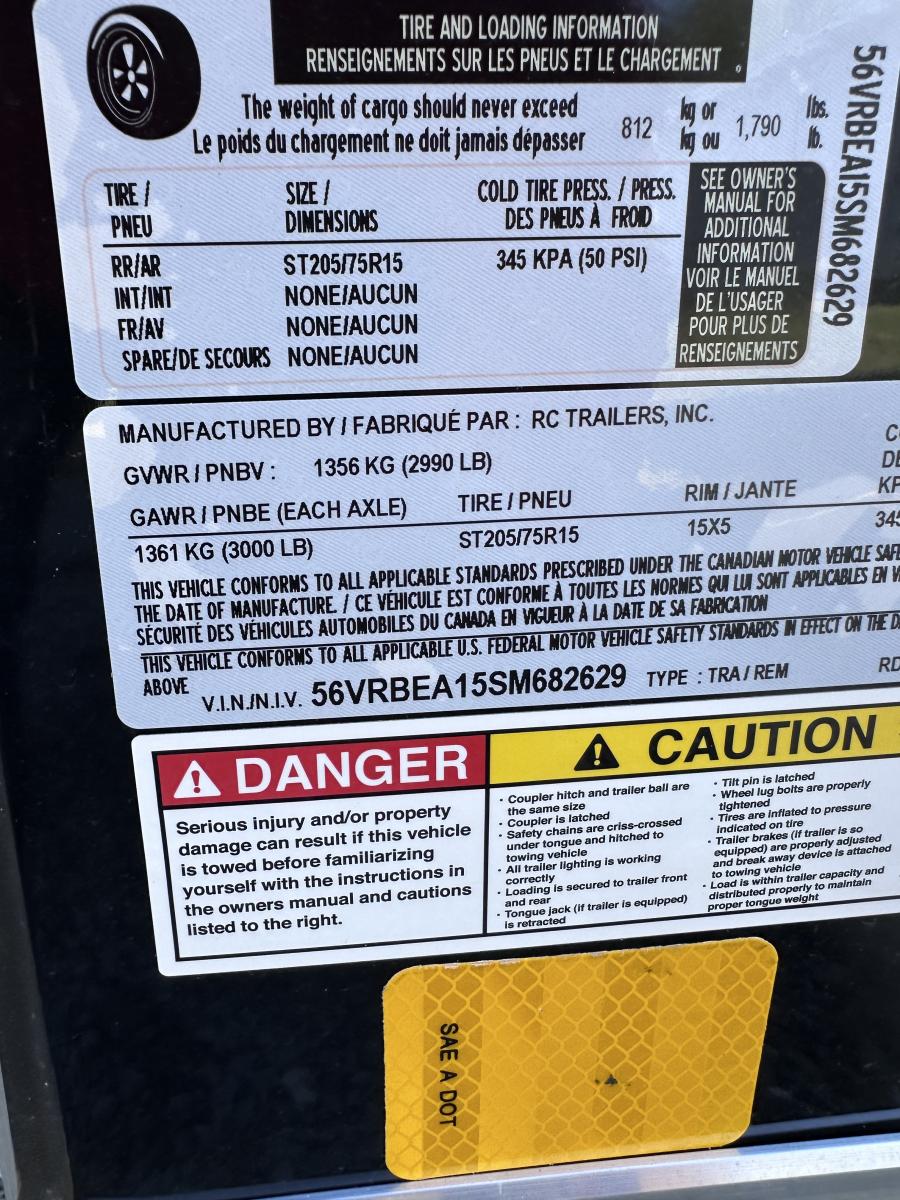 TIRE AND LOADING INFORMATION
RENSEIGNEMENTS SUR LES PNEUS ET LE CHARGEMENT
The weight of cargo should never exceed 812 kg or 1,790 lbs.
Le poids du chargement ne doit jamais dépasser kg ou lb.
TIRE / SIZE / COLD TIRE PRESS. / PRESS.
PNEU DIMENSIONS DES PNEUS À FROID
RR/AR ST205/75R15 345 KPA (50 PSI)
INT/INT NONE/AUCUN
FR/AV NONE/AUCUN
SPARE/DE SECOURS NONE/AUCUN
SEE OWNER'S
MANUAL FOR
ADDITIONAL
INFORMATION
VOIR LE MANUEL
DE L'USAGER
POUR PLUS DE
RENSEIGNEMENTS
56VRBEA15SM682629
MANUFACTURED BY / FABRIQUÉ PAR : RC TRAILERS, INC.
GVWR / PNBV : 1356 KG (2990 LB)
GAWR / PNBE (EACH AXLE) TIRE / PNEU RIM / JANTE
1361 KG (3000 LB) ST205/75R15 15X5 345
THIS VEHICLE CONFORMS TO ALL APPLICABLE STANDARDS PRESCRIBED UNDER THE CANADIAN MOTOR VEHICLE
THE DATE OF MANUFACTURE. / CE VÉHICULE EST CONFORME À TOUTES LES NORMES QUI LUI SONT APPLICABLES EN
SÉCURITÉ DES VÉHICULES AUTOMOBILES DU CANADA EN VIGUEUR À LA DATE DE SA FABRICATION
THIS VEHICLE CONFORMS TO ALL APPLICABLE U.S. FEDERAL MOTOR VEHICLE SAFETY STANDARDS IN EFFECT ON THE
ABOVE
V.I.N./N.I.V. 56VRBEA15SM682629 TYPE : TRA / REM RD
DANGER
Serious injury and/or property
damage can result if this vehicle
is towed before familiarizing
yourself with the instructions in
the owners manual and cautions
listed to the right.
CAUTION
· Coupler hitch and trailer ball are
the same size
· Coupler is latched
· Safety chains are criss-crossed
under tongue and hitched to
towing vehicle
· All trailer lighting is working
correctly
· Loading is secured to trailer front
and rear
· Tongue jack (if trailer is equipped)
is retracted
· Tilt pin is latched
· Wheel lug bolts are properly
tightened
· Tires are inflated to pressure
indicated on tire
· Trailer brakes (if trailer is so
equipped) are properly adjusted
and break away device is attached
to towing vehicle
· Load is within trailer capacity and
distributed properly to maintain
proper tongue weight
SAE A DOT